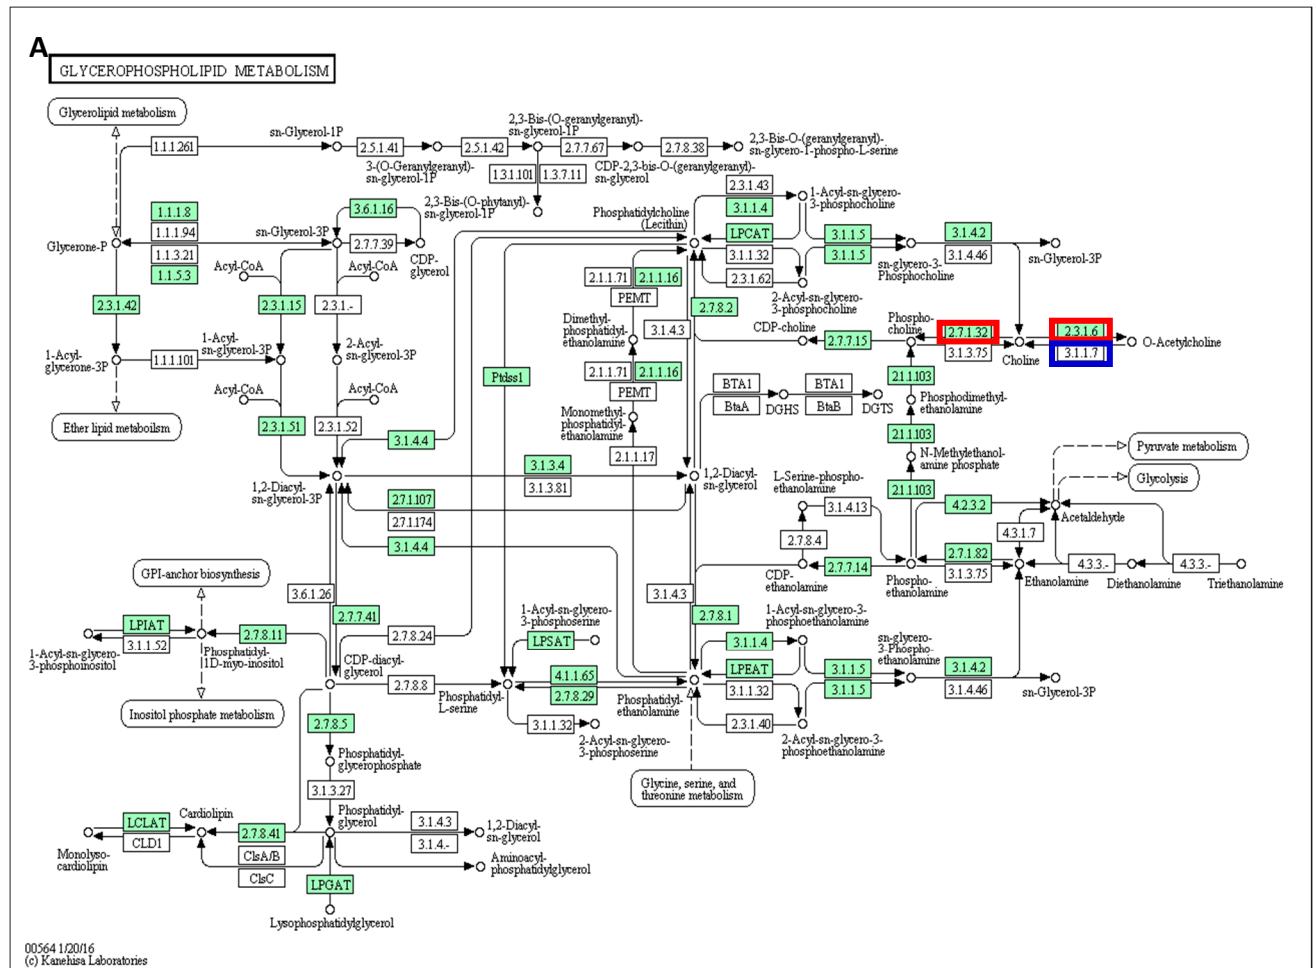 A
GLYCEROPHOSPHOLIPID METABOLISM
Glycerolipid metabolism
1.1.1.261
sn-Glycerol-1P
2.5.1.41
3-(O-Geranylgeranyl)-
sn-glycerol-1P
2.5.1.42
2,3-Bis-(O-geranylgeranyl)-
sn-glycerol-1P
2.7.7.67
CDP-2,3-bis-O-(geranylgeranyl)-
sn-glycerol
2.7.8.38
2,3-Bis-O-(geranylgeranyl)-
sn-glycero-1-phospho-L-serine
1.3.1.101
1.3.7.11
2,3-Bis-(O-phytanyl)-
sn-glycerol-1P
1.1.1.8
1.1.1.94
1.1.3.21
1.1.5.3
Glycerone-P
sn-Glycerol-3P
3.6.1.16
2.7.7.39
CDP-
glycerol
Acyl-CoA
Acyl-CoA
2.3.1.42
2.3.1.15
2.3.1.-
1-Acyl-
glycerone-3P
1.1.1.101
1-Acyl-
sn-glycerol-3P
2-Acyl-
sn-glycerol-3P
Acyl-CoA
Acyl-CoA
Ether lipid metaboilsm
2.3.1.51
2.3.1.52
3.1.4.4
1,2-Diacyl-
sn-glycerol-3P
3.1.3.4
3.1.3.81
1,2-Diacyl-
sn-glycerol
2.7.1.107
2.7.1.174
3.1.4.4
Ptdss1
Phosphatidylcholine
(Lecithin)
2.3.1.43
3.1.1.4
LPCAT
3.1.1.32
2.3.1.62
1-Acyl-sn-glycero-
3-phosphocholine
2-Acyl-sn-glycero-
3-phosphocholine
3.1.1.5
3.1.1.5
sn-glycero-3-
Phosphocholine
3.1.4.2
3.1.4.46
sn-Glycerol-3P
2.1.1.71
2.1.1.16
PEMT
Dimethyl-
phosphatidyl-
ethanolamine
3.1.4.3
2.7.8.2
CDP-choline
2.7.7.15
Phospho-
choline
2.7.1.32
3.1.3.75
Choline
2.3.1.6
3.1.1.7
O-Acetylcholine
2.1.1.71
2.1.1.16
PEMT
Monomethyl-
phosphatidyl-
ethanolamine
2.1.1.17
BTA1
BtaA
DGHS
BTA1
BtaB
DGTS
2.1.1.103
Phosphodimethyl-
ethanolamine
2.1.1.103
N-Methylethanol-
amine phosphate
2.1.1.103
Pyruvate metabolism
Glycolysis
L-Serine-phospho-
ethanolamine
3.1.4.13
4.2.3.2
Acetaldehyde
2.7.8.4
4.3.1.7
CDP-
ethanolamine
2.7.7.14
Phospho-
ethanolamine
2.7.1.82
3.1.3.75
Ethanolamine
4.3.3.-
Diethanolamine
4.3.3.-
Triethanolamine
GPI-anchor biosynthesis
3.6.1.26
2.7.7.41
2.7.8.24
3.1.4.3
2.7.8.1
LPIAT
3.1.1.52
1-Acyl-sn-glycero-
3-phosphoinositol
2.7.8.11
Phosphatidyl-
1D-myo-inositol
CDP-diacyl-
glycerol
Inositol phosphate metabolism
2.7.8.8
Phosphatidyl-
L-serine
1-Acyl-sn-glycero-
3-phosphoserine
LPSAT
4.1.1.65
2.7.8.29
Phosphatidyl-
ethanolamine
3.1.1.32
2-Acyl-sn-glycero-
3-phosphoserine
1-Acyl-sn-glycero-3-
phosphoethanolamine
3.1.1.4
LPEAT
3.1.1.32
2.3.1.40
2-Acyl-sn-glycero-3-
phosphoethanolamine
3.1.1.5
3.1.1.5
sn-glycero-
3-Phospho-
ethanolamine
3.1.4.2
3.1.4.46
sn-Glycerol-3P
Glycine, serine, and
threonine metabolism
2.7.8.5
Phosphatidyl-
glycerophosphate
3.1.3.27
Phosphatidyl-
glycerol
LCLAT
CLD1
Monolyso-
cardiolipin
Cardiolipin
2.7.8.41
ClsA/B
ClsC
3.1.4.3
3.1.4.-
1,2-Diacyl-
sn-glycerol
Aminoacyl-
phosphatidylglycerol
LPGAT
Lysophosphatidylglycerol
00564 1/20/16
(c) Kanehisa Laboratories